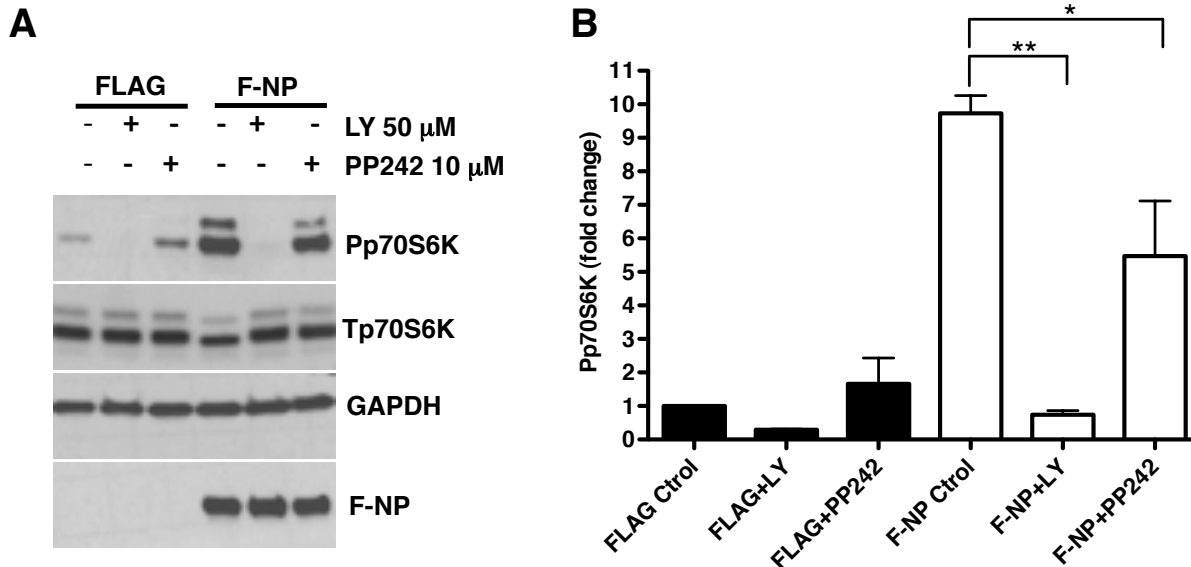 A
FLAG F-NP
- + - - + - LY 50 μM
- - + - - + PP242 10 μM
Pp70S6K
Tp70S6K
GAPDH
F-NP
B
*
**
Pp70S6K (fold change)
11
10
9
8
7
6
5
4
3
2
1
0
FLAG Ctrol
FLAG+LY
FLAG+PP242
F-NP Ctrol
F-NP+LY
F-NP+PP242